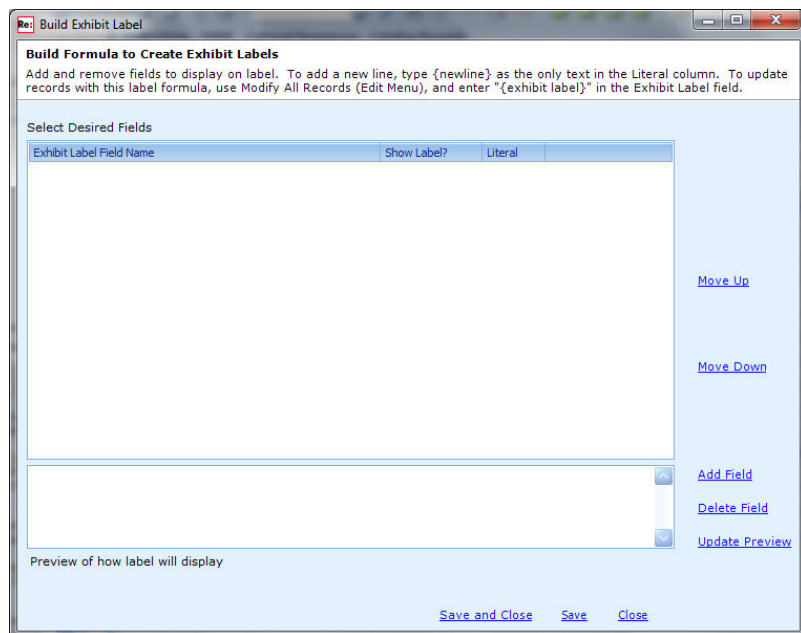 Re: Build Exhibit Label
Build Formula to Create Exhibit Labels
Add and remove fields to display on label. To add a new line, type {newline} as the only text in the Literal column. To update
records with this label formula, use Modify All Records (Edit Menu), and enter "{exhibit label}" in the Exhibit Label field.
Select Desired Fields
Exhibit Label Field Name Show Label? Literal
Move Up
Move Down
Add Field
Delete Field
Update Preview
Preview of how label will display
Save and Close Save Close